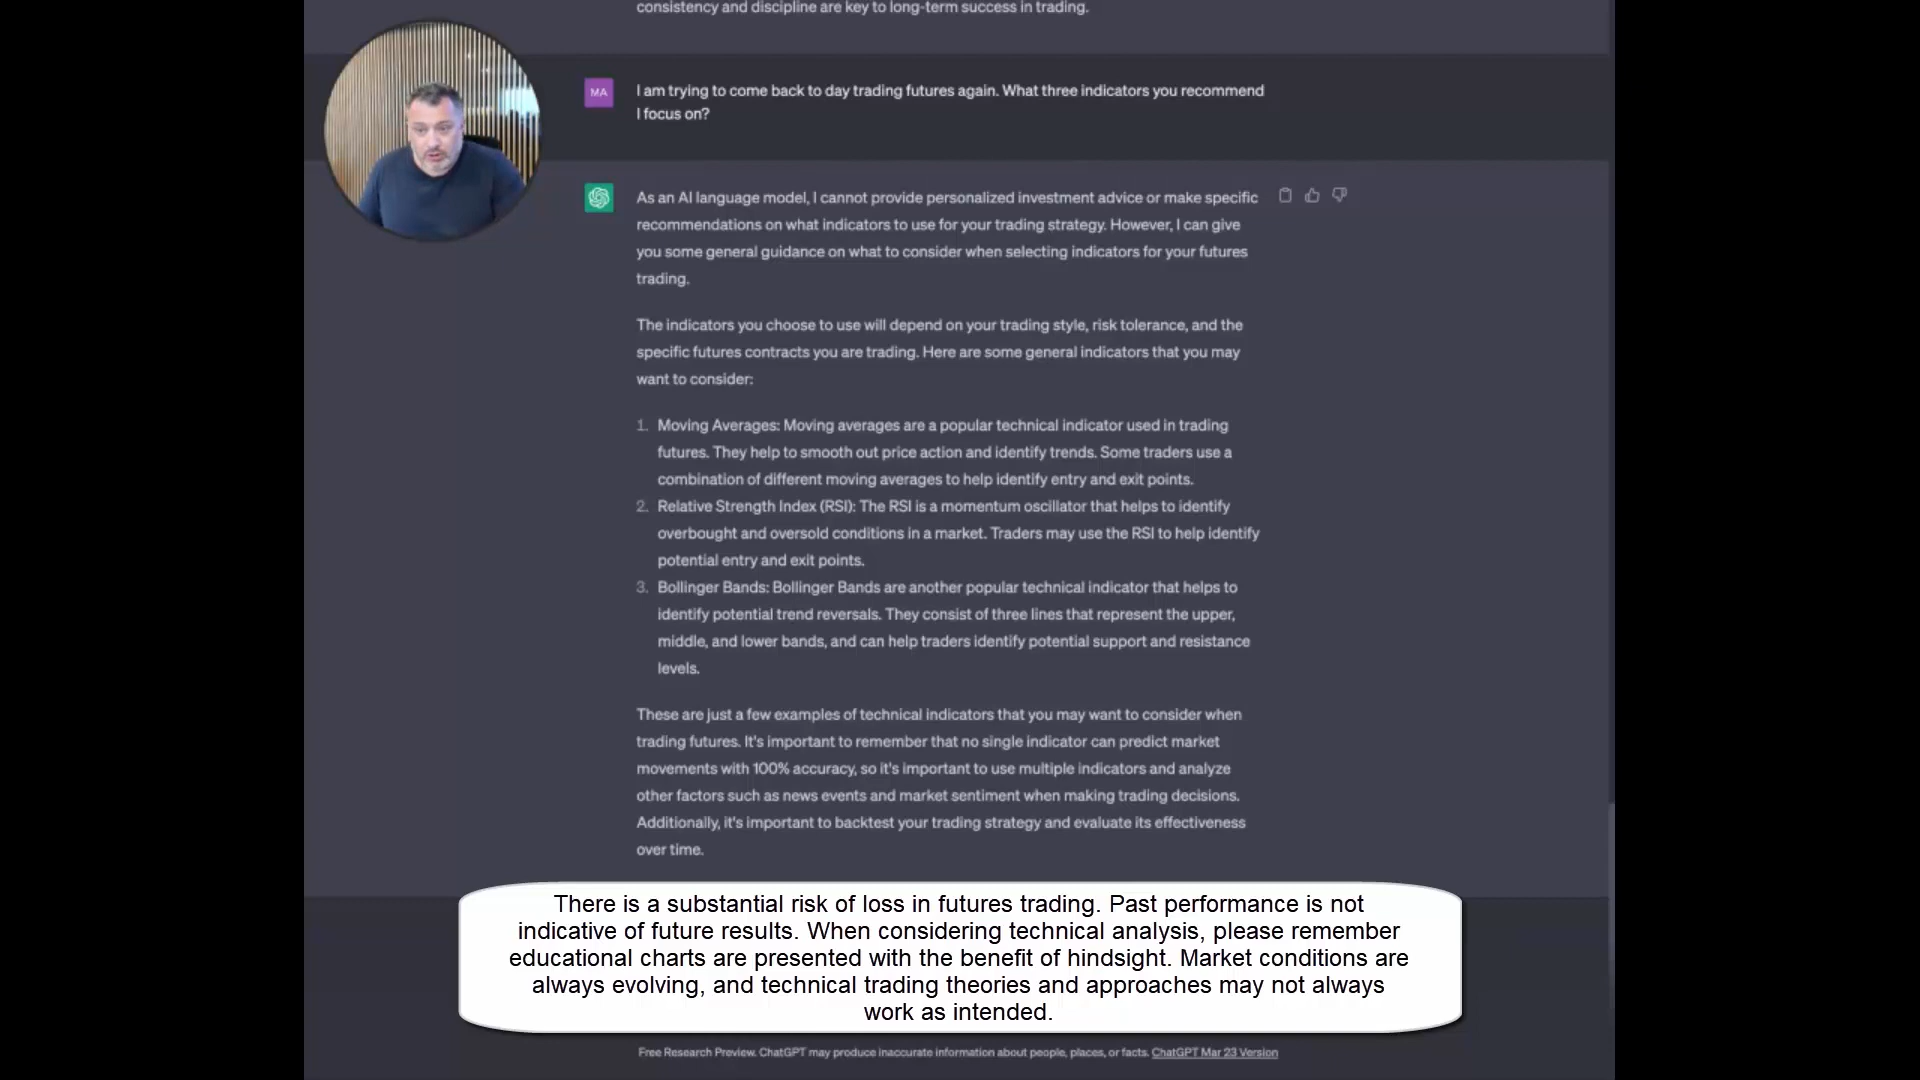 consistency and discipline are key to long-term success in trading.
MA
I am trying to come back to day trading futures again. What three indicators you recommend
I focus on?
As an AI language model, I cannot provide personalized investment advice or make specific
recommendations on what indicators to use for your trading strategy. However, I can give
you some general guidance on what to consider when selecting indicators for your futures
trading.
The indicators you choose to use will depend on your trading style, risk tolerance, and the
specific futures contracts you are trading. Here are some general indicators that you may
want to consider:
1. Moving Averages: Moving averages are a popular technical indicator used in trading
futures. They help to smooth out price action and identify trends. Some traders use a
combination of different moving averages to help identify entry and exit points.
2. Relative Strength Index (RSI): The RSI is a momentum oscillator that helps to identify
overbought and oversold conditions in a market. Traders may use the RSI to help identify
potential entry and exit points.
3. Bollinger Bands: Bollinger Bands are another popular technical indicator that helps to
identify potential trend reversals. They consist of three lines that represent the upper,
middle, and lower bands, and can help traders identify potential support and resistance
levels.
These are just a few examples of technical indicators that you may want to consider when
trading futures. It's important to remember that no single indicator can predict market
movements with 100% accuracy, so it's important to use multiple indicators and analyze
other factors such as news events and market sentiment when making trading decisions.
Additionally, it's important to backtest your trading strategy and evaluate its effectiveness
over time.
There is a substantial risk of loss in futures trading. Past performance is not
indicative of future results. When considering technical analysis, please remember
educational charts are presented with the benefit of hindsight. Market conditions are
always evolving, and technical trading theories and approaches may not always
work as intended.
Free Research Preview. ChatGPT may produce inaccurate information about people, places, or facts. ChatGPT Mar 23 Version